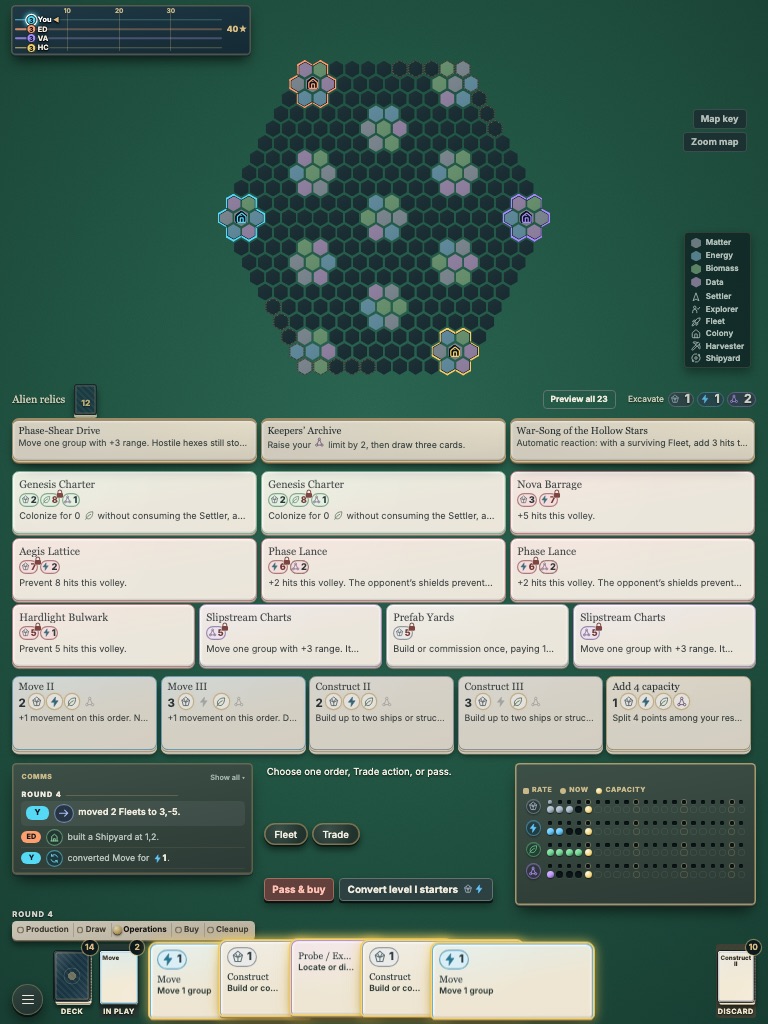 10 20 30
3 You
3 ED
3 VA
3 HC
40★
Map key
Zoom map
Matter
Energy
Biomass
Data
Settler
Explorer
Fleet
Colony
Harvester
Shipyard
Alien relics
12
Preview all 23
Excavate 1 1 2
Phase-Shear Drive
Move one group with +3 range. Hostile hexes still sto...
Keepers' Archive
Raise your limit by 2, then draw three cards.
War-Song of the Hollow Stars
Automatic reaction: with a surviving Fleet, add 3 hits t...
Genesis Charter
2 8 1
Colonize for 0 without consuming the Settler, a...
Genesis Charter
2 8 1
Colonize for 0 without consuming the Settler, a...
Nova Barrage
3 7
+5 hits this volley.
Aegis Lattice
7 2
Prevent 8 hits this volley.
Phase Lance
6 2
+2 hits this volley. The opponent's shields prevent...
Phase Lance
6 2
+2 hits this volley. The opponent's shields prevent...
Hardlight Bulwark
5 1
Prevent 5 hits this volley.
Slipstream Charts
5
Move one group with +3 range. It...
Prefab Yards
5
Build or commission once, paying 1...
Slipstream Charts
5
Move one group with +3 range. It...
Move II
2
+1 movement on this order. N...
Move III
3
+1 movement on this order. D...
Construct II
2
Build up to two ships or struc...
Construct III
3
Build up to two ships or struc...
Add 4 capacity
1
Split 4 points among your res...
COMMS
Show all
ROUND 4
Y moved 2 Fleets to 3,-5.
ED built a Shipyard at 1,2.
Y converted Move for 1.
Choose one order, Trade action, or pass.
Fleet
Trade
Pass & buy
Convert level I starters
RATE NOW CAPACITY
ROUND 4
Production Draw Operations Buy Cleanup
14
DECK
2
Move
IN PLAY
1
Move
Move 1 group
1
Construct
Build or co...
Probe / Ex...
Locate or di...
1
Construct
Build or co...
1
Move
Move 1 group
10
Construct II
DISCARD